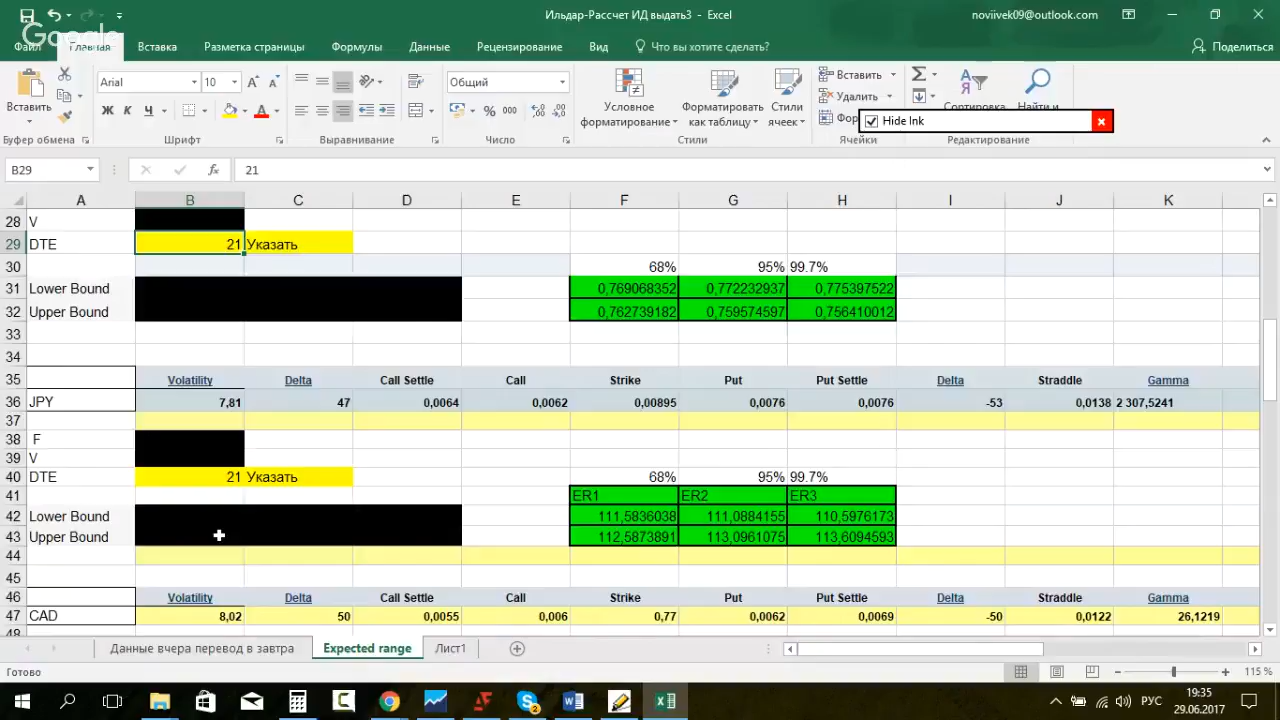 Ильдар-Рассчет ИД выдать3 - Excel
noviivek09@outlook.com
Google
Файл Главная Вставка Разметка страницы Формулы Данные Рецензирование Вид Что вы хотите сделать? Поделиться
Вставить
Arial 10
Ж К Ч
Общий
% 000
Условное форматирование
Форматировать как таблицу
Стили ячеек
Вставить
Удалить
Сортировка
Найти и
Hide Ink
Буфер обмена Шрифт Выравнивание Число Стили Ячейки Редактирование
B29 fx 21
A B C D E F G H I J K
28 V
29 DTE 21 Указать
30 68% 95% 99.7%
31 Lower Bound 0,769068352 0,772232937 0,775397522
32 Upper Bound 0,762739182 0,759574597 0,756410012
33
34
35 Volatility Delta Call Settle Call Strike Put Put Settle Delta Straddle Gamma
36 JPY 7,81 47 0,0064 0,0062 0,00895 0,0076 0,0076 -53 0,0138 2 307,5241
37
38 F
39 V
40 DTE 21 Указать 68% 95% 99.7%
41 ER1 ER2 ER3
42 Lower Bound 111,5836038 111,0884155 110,5976173
43 Upper Bound 112,5873891 113,0961075 113,6094593
44
45
46 Volatility Delta Call Settle Call Strike Put Put Settle Delta Straddle Gamma
47 CAD 8,02 50 0,0055 0,006 0,77 0,0062 0,0069 -50 0,0122 26,1219
48
Данные вчера перевод в завтра Expected range Лист1
Готово 115 %
РУС
19:35
29.06.2017